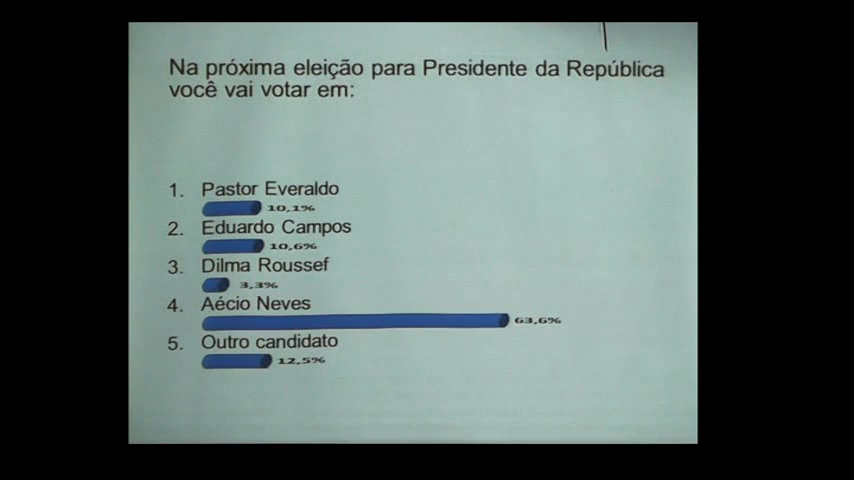 Na próxima eleição para Presidente da República
você vai votar em:
1. Pastor Everaldo
10,1%
2. Eduardo Campos
10,6%
3. Dilma Roussef
3,3%
4. Aécio Neves
63,6%
5. Outro candidato
12,5%